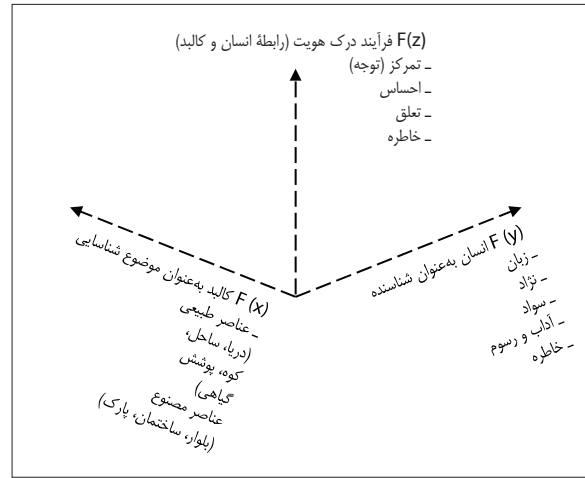 F(z) فرآیند درک هویت (رابطهٔ انسان و کالبد)
ـ تمرکز (توجه)
ـ احساس
ـ تعلق
ـ خاطره
F (y) انسان به‌عنوان شناسنده
ـ زبان
ـ نژاد
ـ سواد
ـ آداب و رسوم
ـ خاطره
F (x) کالبد به‌عنوان موضوع شناسایی
ـ عناصر طبیعی
(دریا، ساحل،
کوه، پوشش
گیاهی)
عناصر مصنوع
(بلوار، ساختمان، پارک)